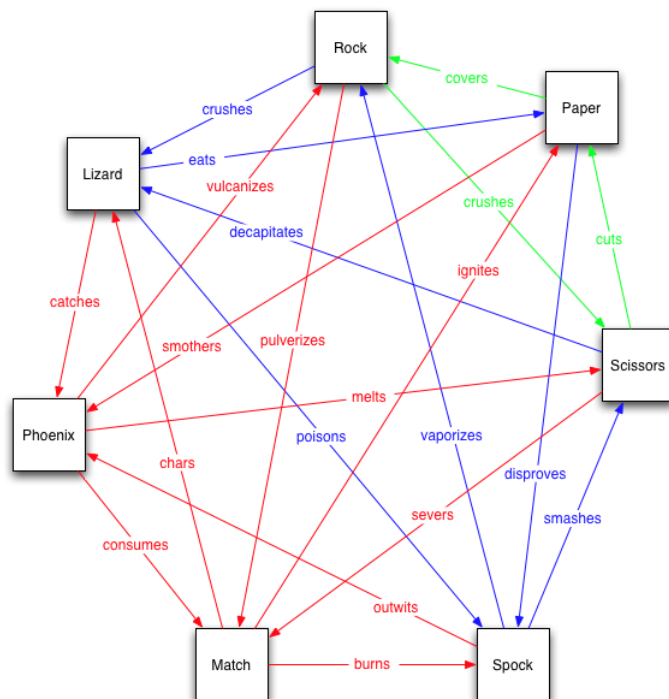 Rock
covers
Paper
crushes
eats
Lizard
vulcanizes
crushes
decapitates
cuts
ignites
catches
smothers
pulverizes
Scissors
melts
Phoenix
poisons
vaporizes
chars
disproves
severs
smashes
consumes
outwits
Match
burns
Spock